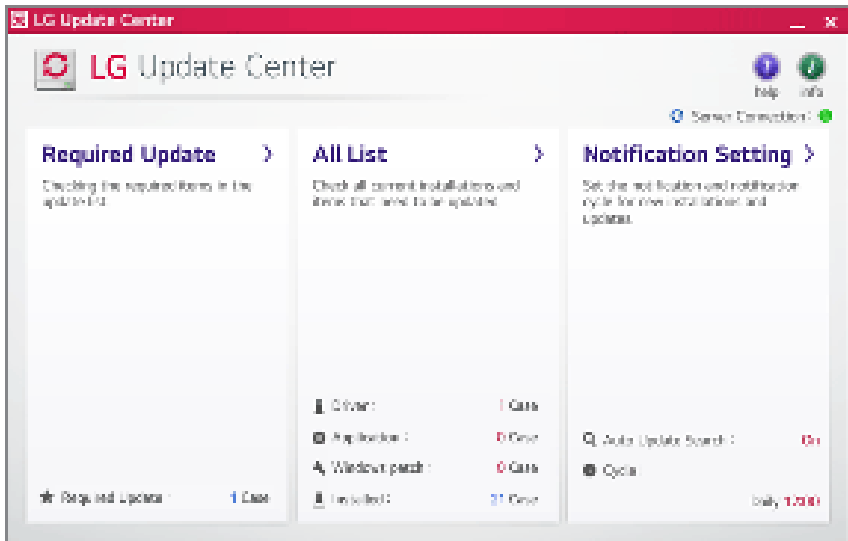 LG Update Center
LG Update Center
help info
Server Connection :
Required Update >
Checking the required items in the
update list.
Required Update : 1 Case
All List >
Check all current installations and
items that need to be updated.
Driver : 1 Case
Application : 0 Case
Windows patch : 0 Case
Installed : 21 Case
Notification Setting >
Set the notification and notification
cycle for new installations and
updates.
Auto Update Search : On
Cycle
Daily